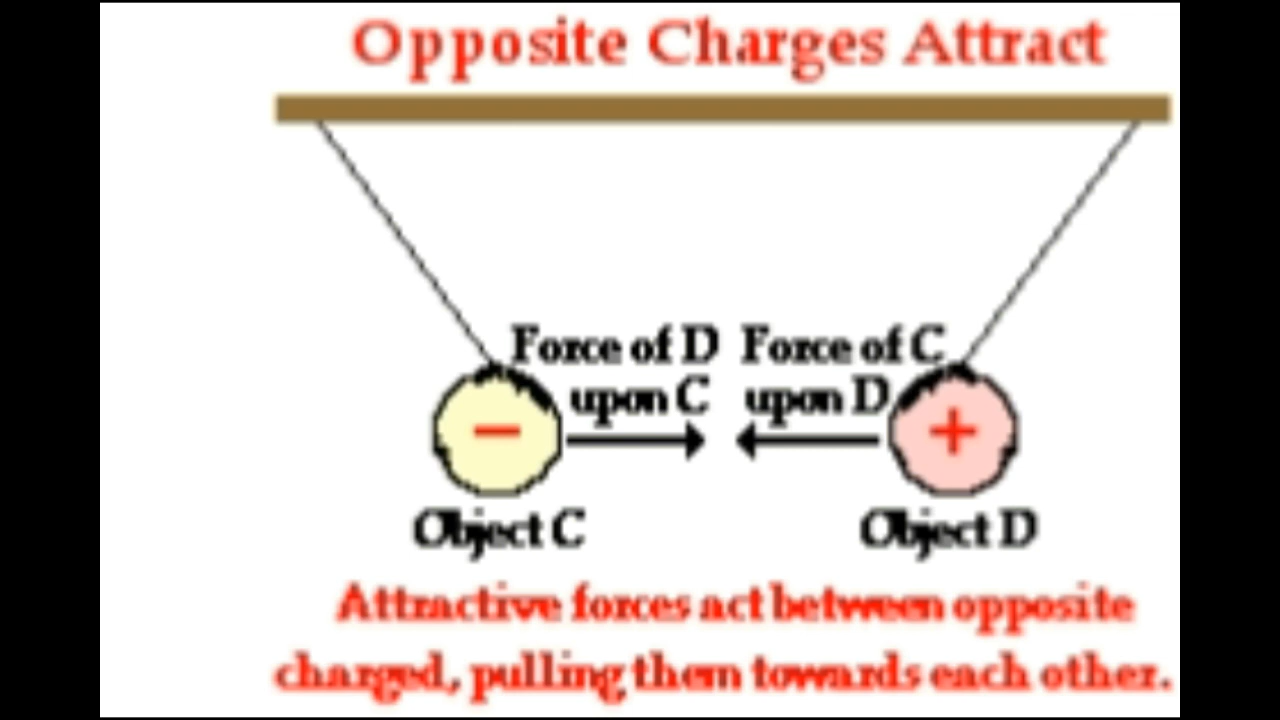 Opposite Charges Attract
Force of D
upon C
Force of C
upon D
−
+
Object C
Object D
Attractive forces act between opposite
charged, pulling them towards each other.